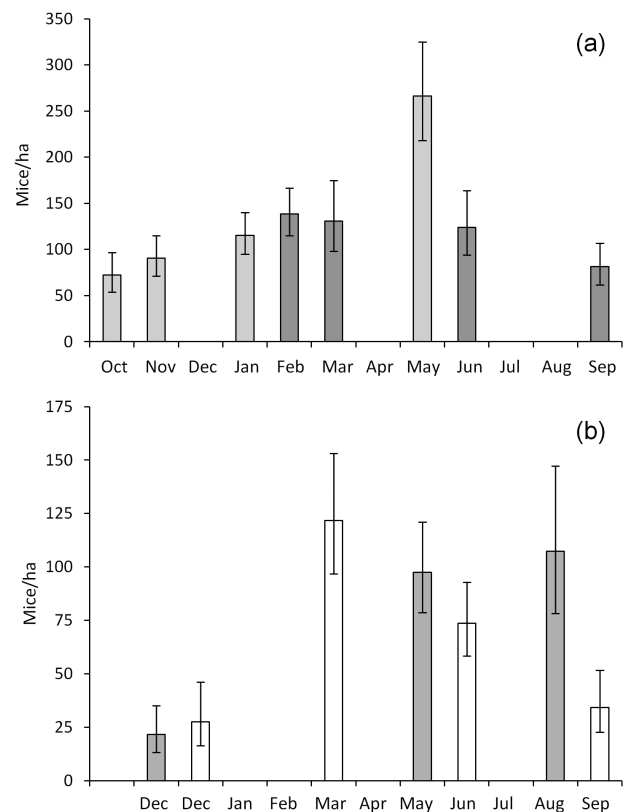 (a)
350
300
250
200
150
100
50
0
Mice/ha
Oct Nov Dec Jan Feb Mar Apr May Jun Jul Aug Sep
(b)
175
150
125
100
75
50
25
0
Mice/ha
Dec Dec Jan Feb Mar Apr May Jun Jul Aug Sep